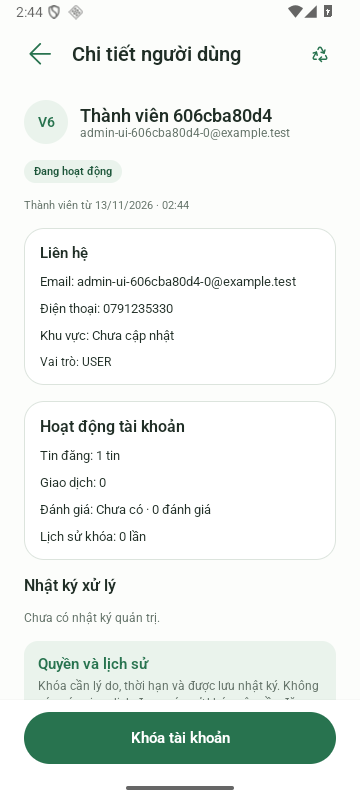 2:44
Chi tiết người dùng
V6
Thành viên 606cba80d4
admin-ui-606cba80d4-0@example.test
Đang hoạt động
Thành viên từ 13/11/2026 · 02:44
Liên hệ
Email: admin-ui-606cba80d4-0@example.test
Điện thoại: 0791235330
Khu vực: Chưa cập nhật
Vai trò: USER
Hoạt động tài khoản
Tin đăng: 1 tin
Giao dịch: 0
Đánh giá: Chưa có · 0 đánh giá
Lịch sử khóa: 0 lần
Nhật ký xử lý
Chưa có nhật ký quản trị.
Quyền và lịch sử
Khóa cần lý do, thời hạn và được lưu nhật ký. Không
Khóa tài khoản